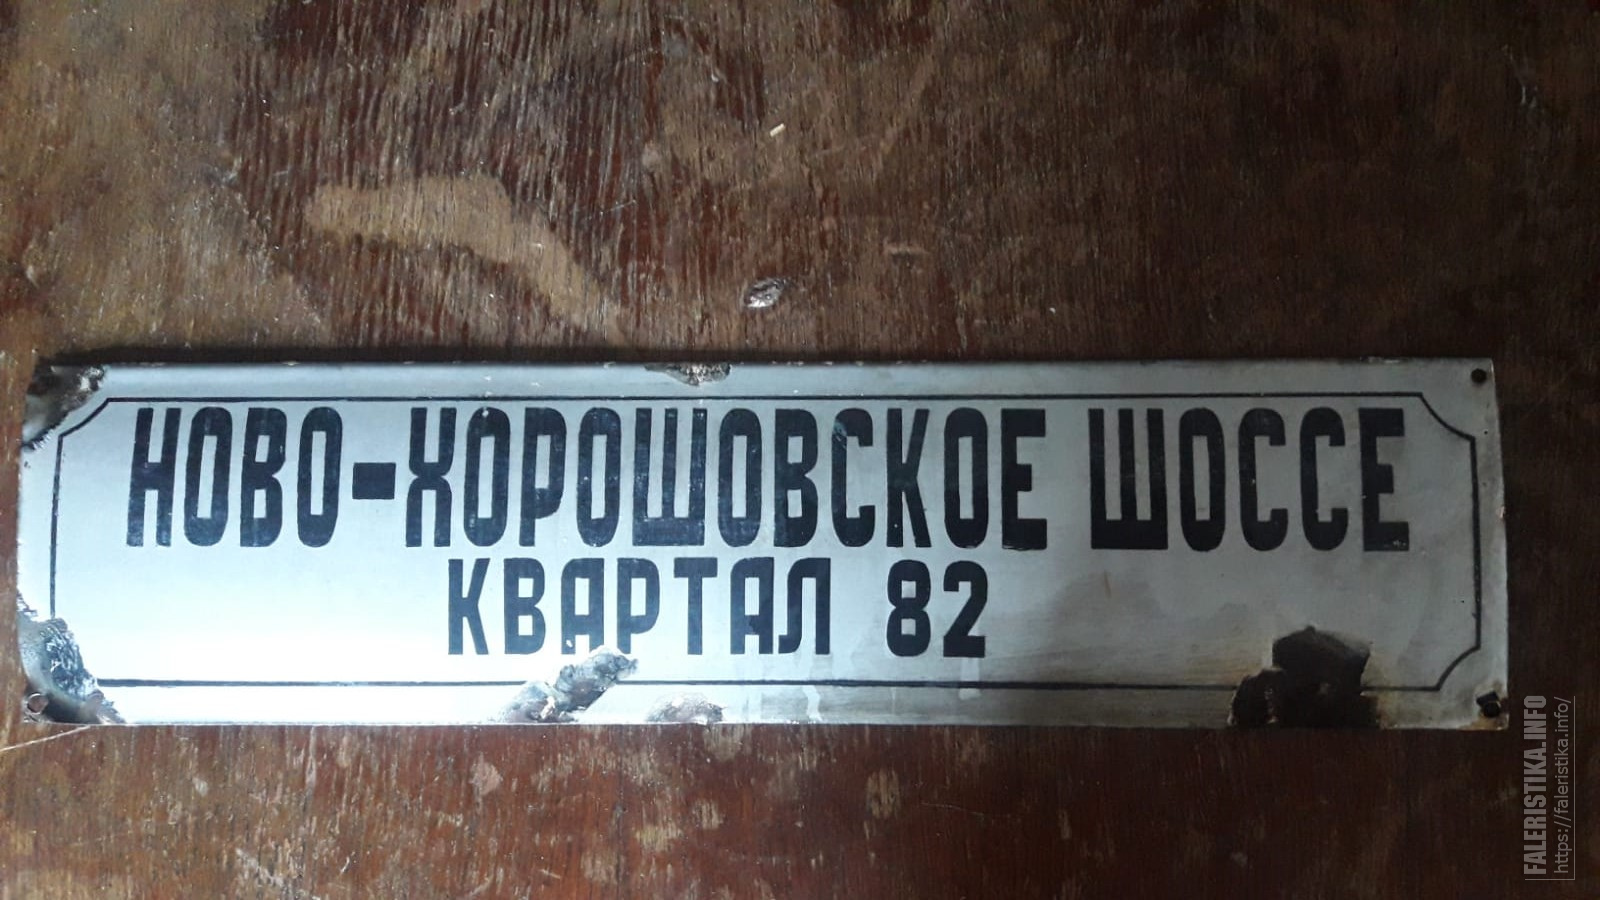 НОВО-ХОРОШОВСКОЕ ШОССЕ
КВАРТАЛ 82
FALERISTIKA.INFO
https://faleristika.info/